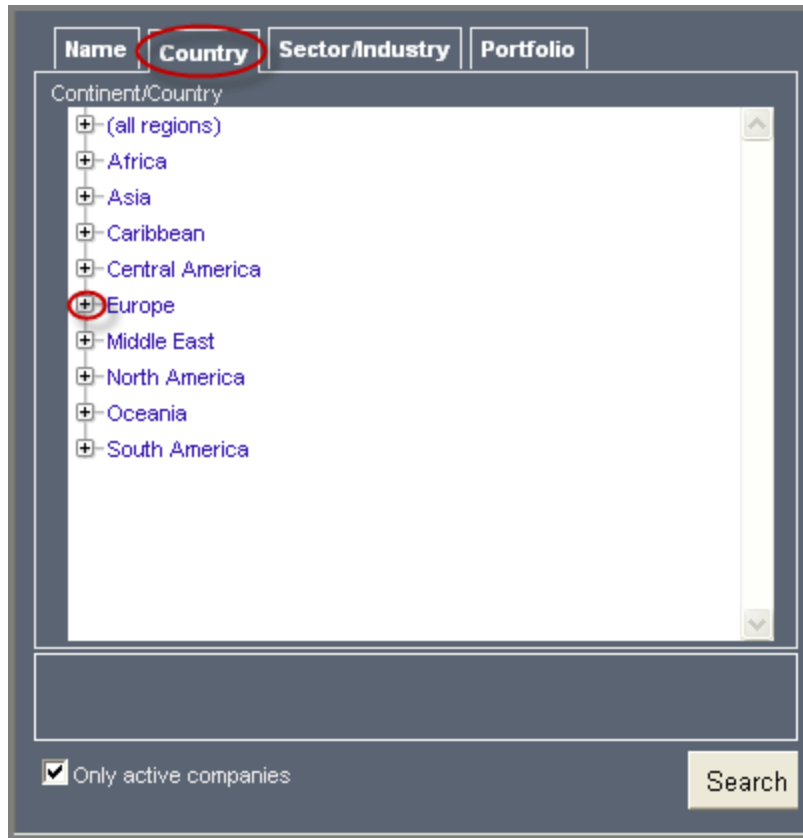 Name Country Sector/Industry Portfolio
Continent/Country
(all regions)
Africa
Asia
Caribbean
Central America
Europe
Middle East
North America
Oceania
South America
Only active companies
Search